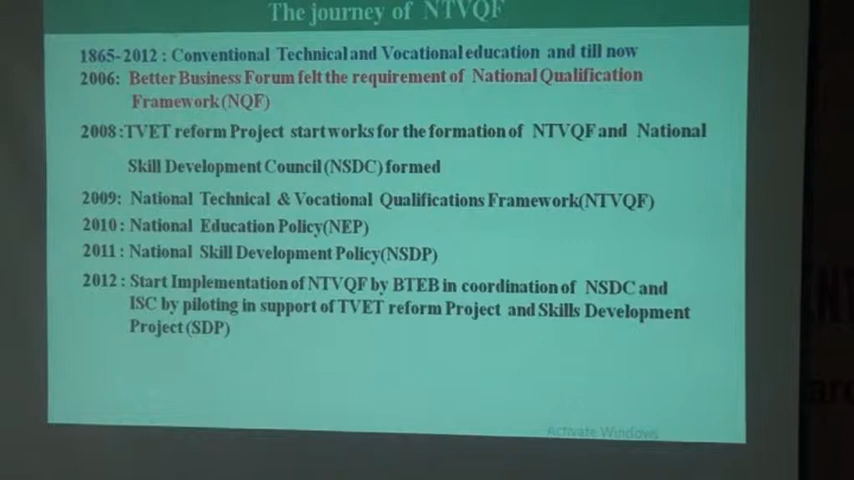 The journey of NTVQF
1865-2012 : Conventional Technical and Vocational education and till now
2006: Better Business Forum felt the requirement of National Qualification
Framework (NQF)
2008 :TVET reform Project start works for the formation of NTVQF and National
Skill Development Council (NSDC) formed
2009: National Technical & Vocational Qualifications Framework(NTVQF)
2010 : National Education Policy(NEP)
2011 : National Skill Development Policy(NSDP)
2012 : Start Implementation of NTVQF by BTEB in coordination of NSDC and
ISC by piloting in support of TVET reform Project and Skills Development
Project (SDP)
Activate Windows